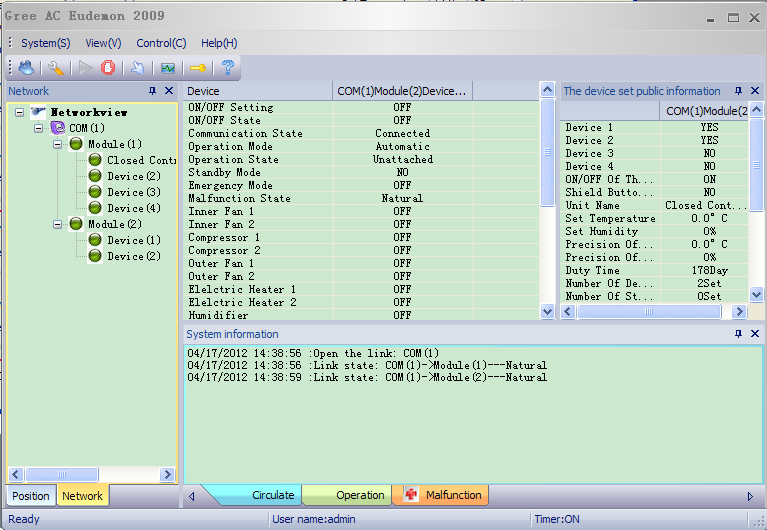 Gree AC Eudemon 2009
System(S) View(V) Control(C) Help(H)
Network
Networkview
COM(1)
Module(1)
Closed Cont
Device(2)
Device(3)
Device(4)
Module(2)
Device(1)
Device(2)
Position Network
Device COM(1)Module(2)Device...
ON/OFF Setting OFF
ON/OFF State OFF
Communication State Connected
Operation Mode Automatic
Operation State Unattached
Standby Mode NO
Emergency Mode OFF
Malfunction State Natural
Inner Fan 1 OFF
Inner Fan 2 OFF
Compressor 1 OFF
Compressor 2 OFF
Outer Fan 1 OFF
Outer Fan 2 OFF
Elelctric Heater 1 OFF
Elelctric Heater 2 OFF
Humidifier OFF
The device set public information
COM(1)Module(2
Device 1 YES
Device 2 YES
Device 3 NO
Device 4 NO
ON/OFF Of Th... ON
Shield Butto... NO
Unit Name Closed Cont...
Set Temperature 0.0° C
Set Humidity 0%
Precision Of... 0.0° C
Precision Of... 0%
Duty Time 178Day
Number Of De... 2Set
Number Of St... 0Set
System information
04/17/2012 14:38:56 :Open the link: COM(1)
04/17/2012 14:38:56 :Link state: COM(1)->Module(1)---Natural
04/17/2012 14:38:59 :Link state: COM(1)->Module(2)---Natural
Circulate Operation Malfunction
Ready User name:admin Timer:ON